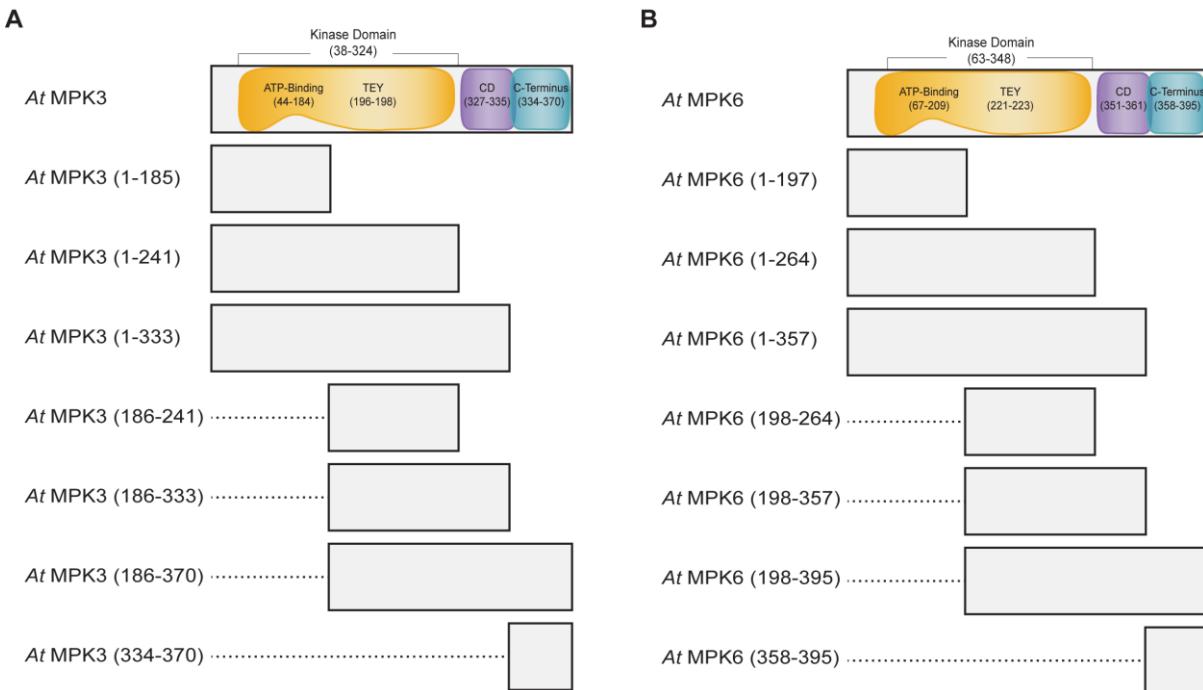 A
Kinase Domain
(38-324)
At MPK3
ATP-Binding
(44-184)
TEY
(196-198)
CD
(327-335)
C-Terminus
(334-370)
At MPK3 (1-185)
At MPK3 (1-241)
At MPK3 (1-333)
At MPK3 (186-241)
At MPK3 (186-333)
At MPK3 (186-370)
At MPK3 (334-370)
B
Kinase Domain
(63-348)
At MPK6
ATP-Binding
(67-209)
TEY
(221-223)
CD
(351-361)
C-Terminus
(358-395)
At MPK6 (1-197)
At MPK6 (1-264)
At MPK6 (1-357)
At MPK6 (198-264)
At MPK6 (198-357)
At MPK6 (198-395)
At MPK6 (358-395)